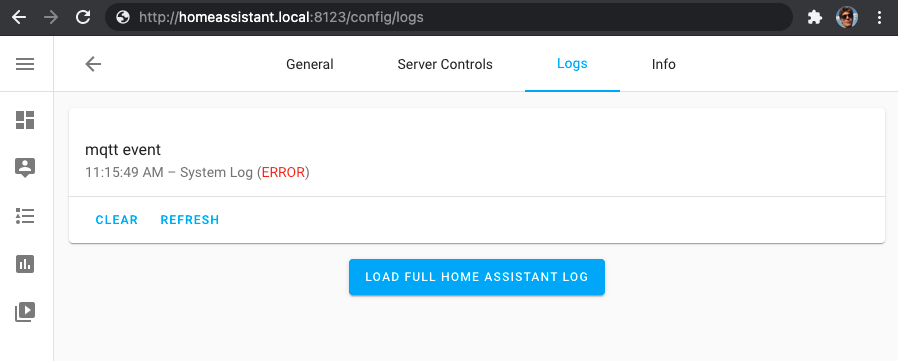 http://homeassistant.local:8123/config/logs
General Server Controls Logs Info
mqtt event
11:15:49 AM – System Log (ERROR)
CLEAR REFRESH
LOAD FULL HOME ASSISTANT LOG